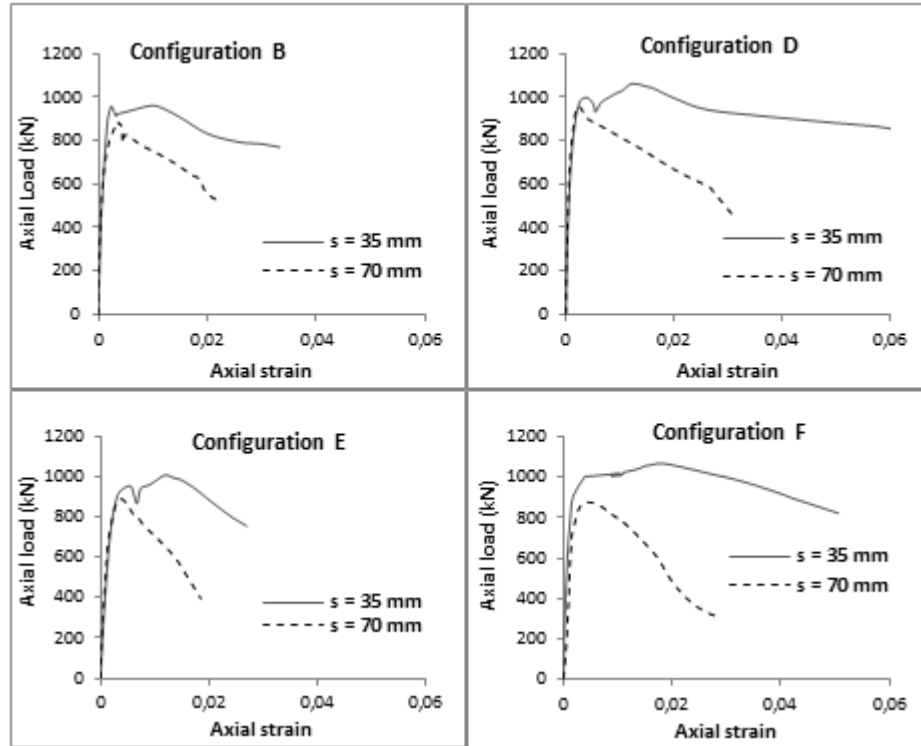 Configuration B
1200
1000
800
600
400
200
0
Axial Load (kN)
s = 35 mm
s = 70 mm
0 0,02 0,04 0,06
Axial strain
Configuration D
1200
1000
800
600
400
200
0
Axial load (kN)
s = 35 mm
s = 70 mm
0 0,02 0,04 0,06
Axial strain
Configuration E
1200
1000
800
600
400
200
0
Axial load (kN)
s = 35 mm
s = 70 mm
0 0,02 0,04 0,06
Axial strain
Configuration F
1200
1000
800
600
400
200
0
Axial load (kN)
s = 35 mm
s = 70 mm
0 0,02 0,04 0,06
Axial strain